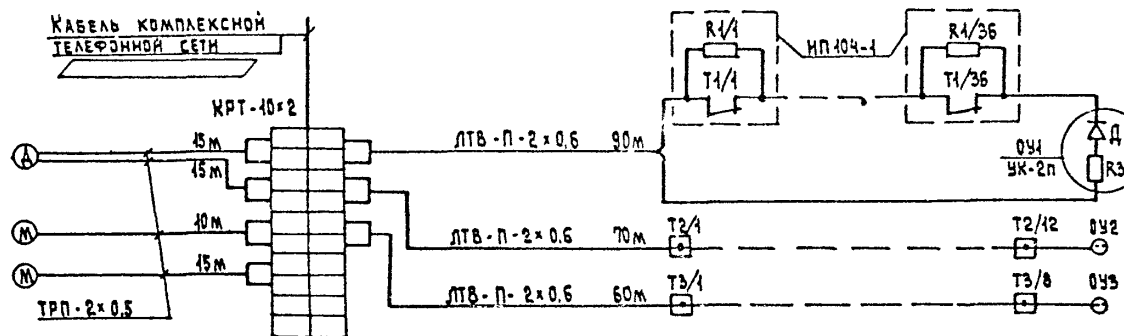 КАБЕЛЬ КОМПЛЕКСНОЙ
ТЕЛЕФОННОЙ СЕТИ
КРТ-10×2
15м
15м
10м
15м
ТРП-2×0,5
А
М
М
ЛТВ-П-2×0,6 90м
ЛТВ-П-2×0,6 70м
ЛТВ-П-2×0,6 60м
R1/1
Т1/1
ИП104-1
R1/36
Т1/36
ОУ1
УК-2п
Д
R3
Т2/1
Т2/12
ОУ2
Т3/1
Т3/8
ОУ3